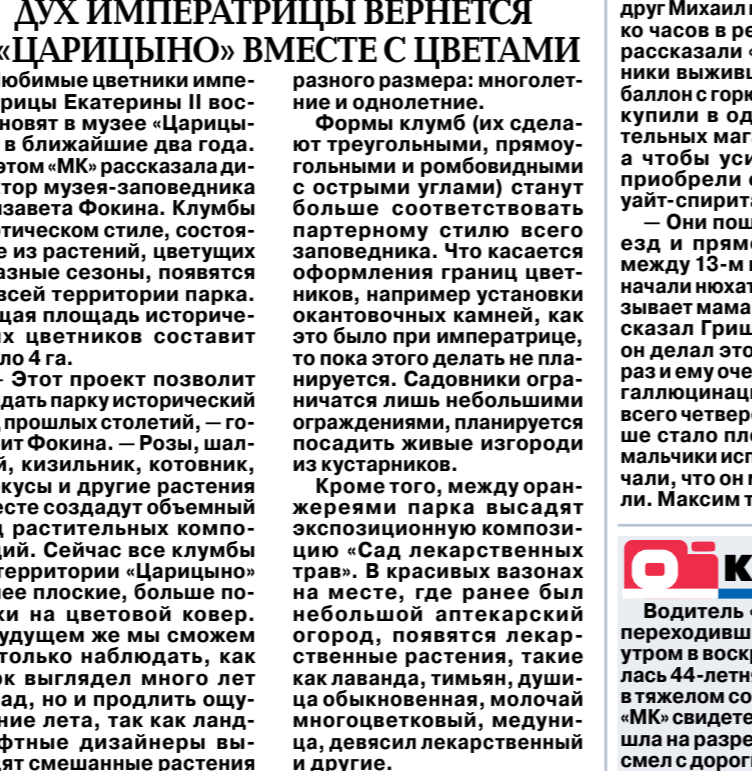 ДУХ ИМПЕРАТРИЦЫ ВЕРНЕТСЯ
«ЦАРИЦЫНО» ВМЕСТЕ С ЦВЕТАМИ
Любимые цветники импе-
рицы Екатерины II вос-
новят в музее «Царицы-
в ближайшие два года.
этом «МК» рассказала ди-
тор музея-заповедника
изавета Фокина. Клумбы
тическом стиле, состоя-
е из растений, цветущих
азные сезоны, появятся
всей территории парка.
щая площадь историче-
х цветников составит
ло 4 га.
— Этот проект позволит
дать парку исторический
прошлых столетий, — го-
ит Фокина. — Розы, шал-
й, кизильник, котовник,
кусы и другие растения
есте создадут объемный
д растительных компо-
ций. Сейчас все клумбы
территории «Царицыно»
ее плоские, больше по-
ки на цветовой ковер.
удущем же мы сможем
только наблюдать, как
рк выглядел много лет
ад, но и продлить ощу-
ние лета, так как ланд-
фтные дизайнеры вы-
дят смешанные растения
разного размера: многолет-
ние и однолетние.
Формы клумб (их сдела-
ют треугольными, прямоу-
гольными и ромбовидными
с острыми углами) станут
больше соответствовать
партерному стилю всего
заповедника. Что касается
оформления границ цвет-
ников, например установки
окантовочных камней, как
это было при императрице,
то пока этого делать не пла-
нируется. Садовники огра-
ничатся лишь небольшими
ограждениями, планируется
посадить живые изгороди
из кустарников.
Кроме того, между оран-
жереями парка высадят
экспозиционную компози-
цию «Сад лекарственных
трав». В красивых вазонах
на месте, где ранее был
небольшой аптекарский
огород, появятся лекар-
ственные растения, такие
как лаванда, тимьян, души-
ца обыкновенная, молочай
многоцветковый, медуни-
ца, девясил лекарственный
и другие.
друг Михаил
ко часов в ре
рассказали
ники выживш
баллон с горю
купили в од
тельных маг
а чтобы уси
приобрели
уайт-спирита
— Они пош
езд и прямо
между 13-м
начали нюхат
зывает мама
сказал Гриш
он делал это
раз и ему оче
галлюцинаци
всего четверо
ше стало пло
мальчики исп
чали, что он
ли. Максим т
К
Водитель
переходивш
утром в воскр
лась 44-летня
в тяжелом со
«МК» свидете
шла на разре
смел с дороги